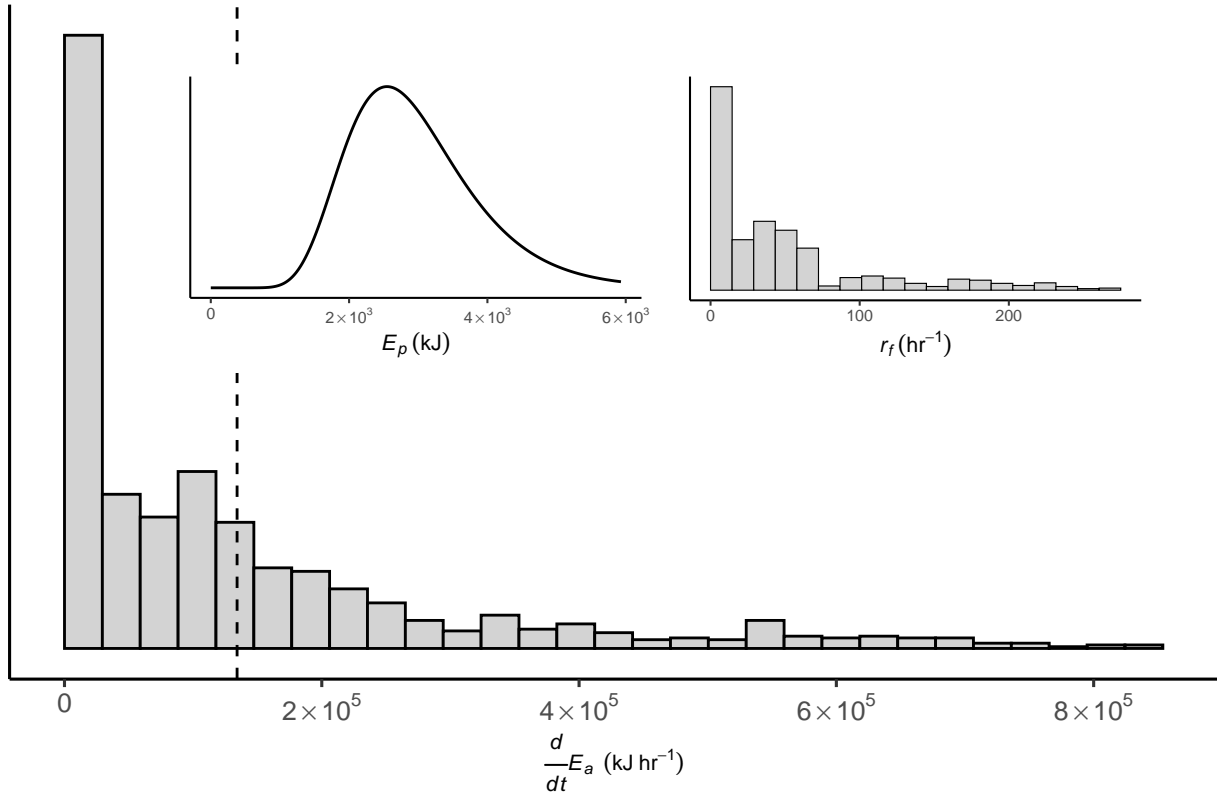 0 2×10³ 4×10³ 6×10³
E_p (kJ)
0 100 200
r_f (hr⁻¹)
0 2×10⁵ 4×10⁵ 6×10⁵ 8×10⁵
d
dt E_a (kJ hr⁻¹)